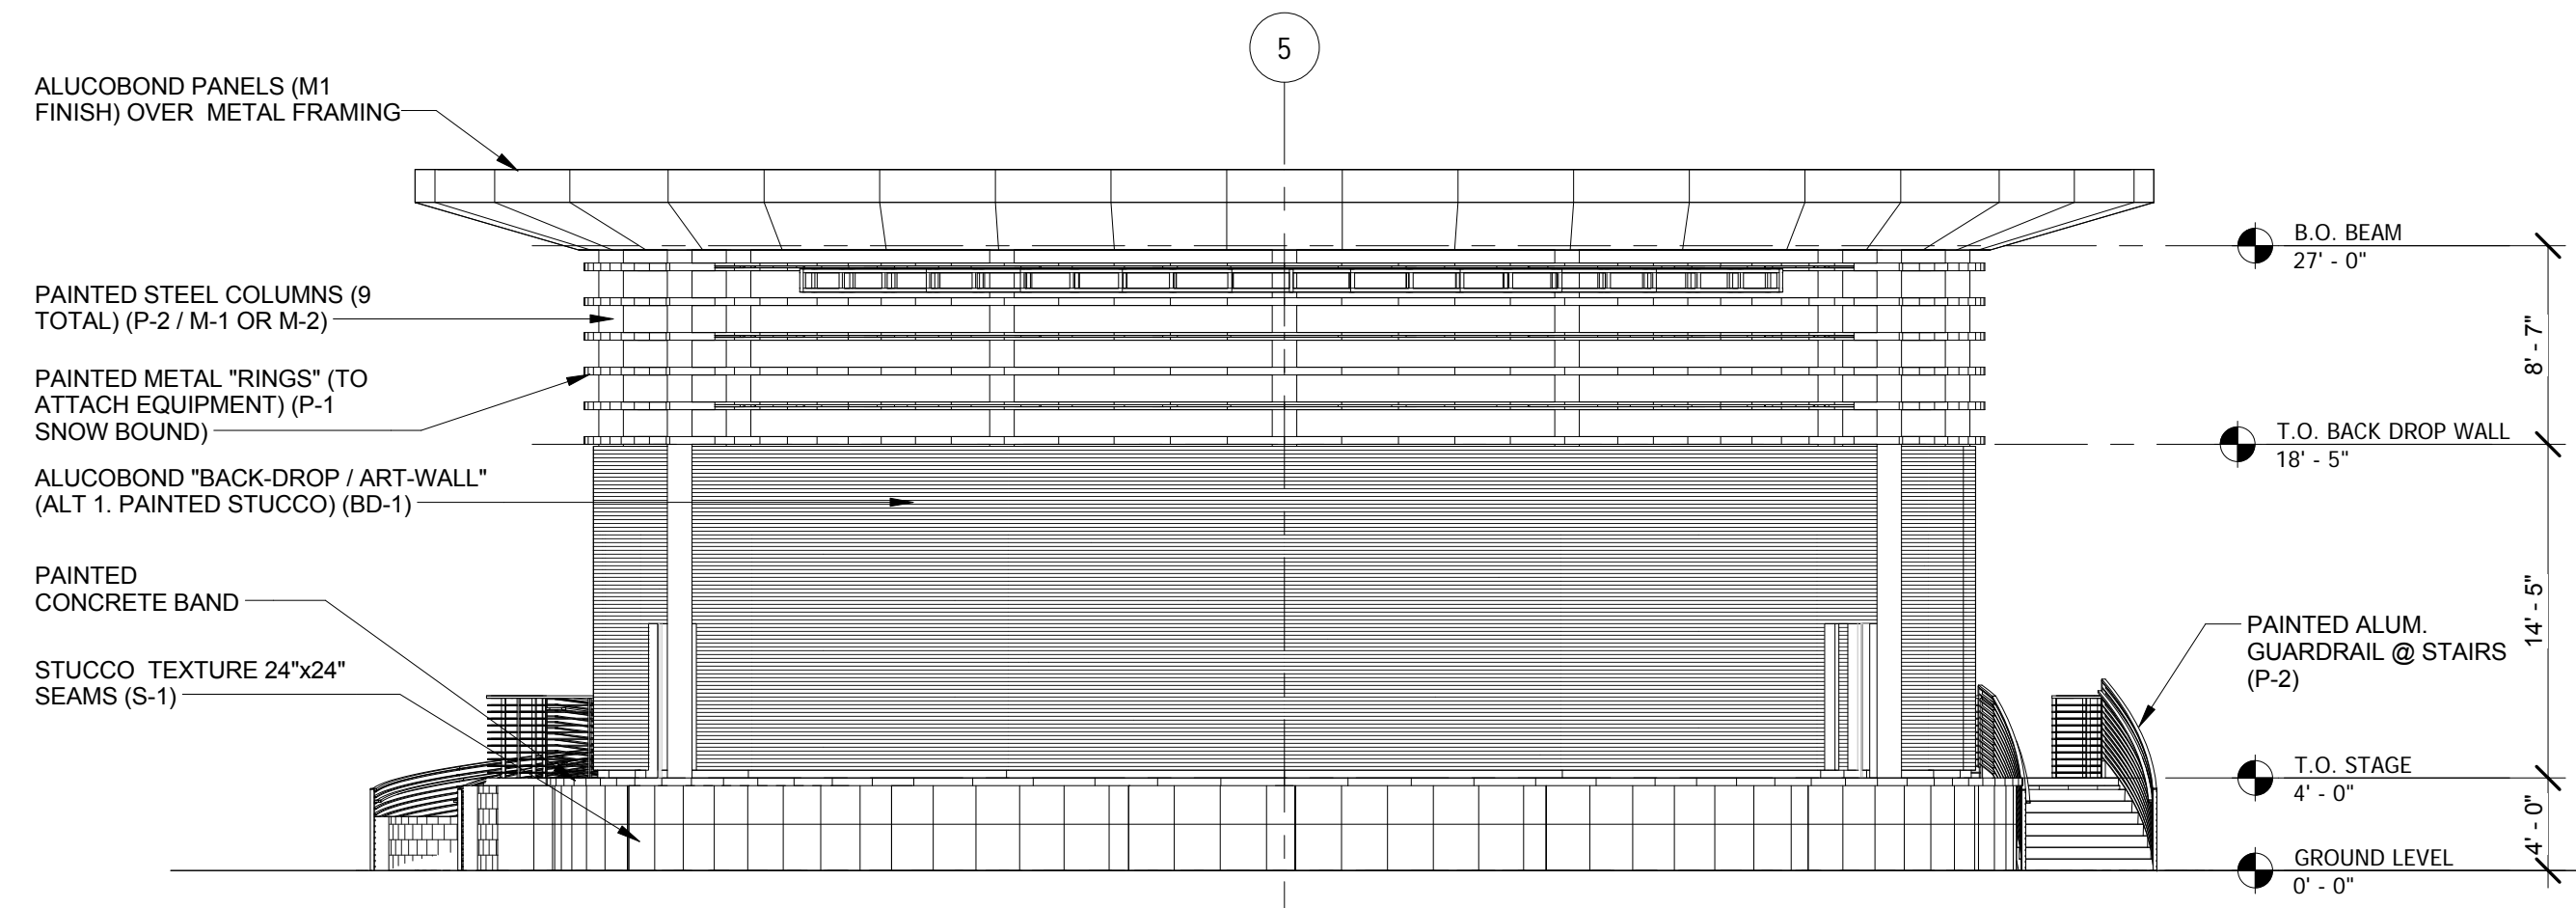 5
ALUCOBOND PANELS (M1
FINISH) OVER METAL FRAMING
PAINTED STEEL COLUMNS (9
TOTAL) (P-2 / M-1 OR M-2)
PAINTED METAL "RINGS" (TO
ATTACH EQUIPMENT) (P-1
SNOW BOUND)
ALUCOBOND "BACK-DROP / ART-WALL"
(ALT 1. PAINTED STUCCO) (BD-1)
PAINTED
CONCRETE BAND
STUCCO TEXTURE 24"x24"
SEAMS (S-1)
B.O. BEAM
27' - 0"
8' - 7"
T.O. BACK DROP WALL
18' - 5"
14' - 5"
PAINTED ALUM.
GUARDRAIL @ STAIRS
(P-2)
T.O. STAGE
4' - 0"
4' - 0"
GROUND LEVEL
0' - 0"